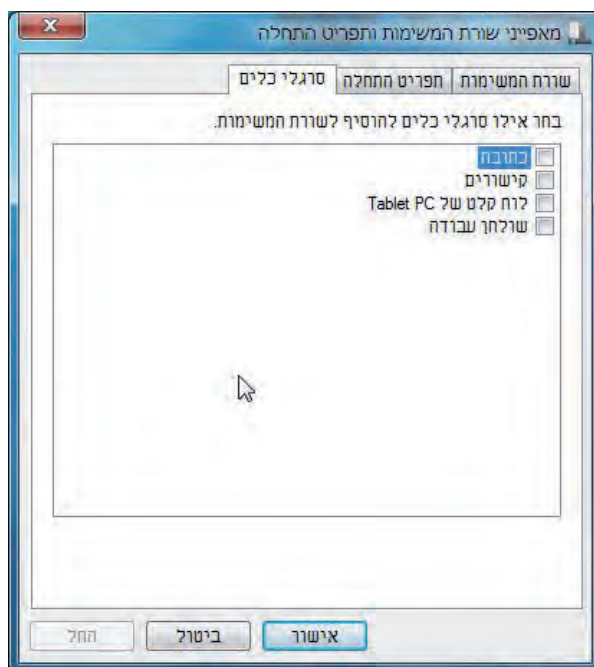 מאפייני שורת המשימות ותפריט התחלה
שורת המשימות תפריט התחלה סרגלי כלים
בחר אילו סרגלי כלים להוסיף לשורת המשימות.
כתובת
קישורים
לוח קלט של Tablet PC
שולחן עבודה
אישור ביטול החל